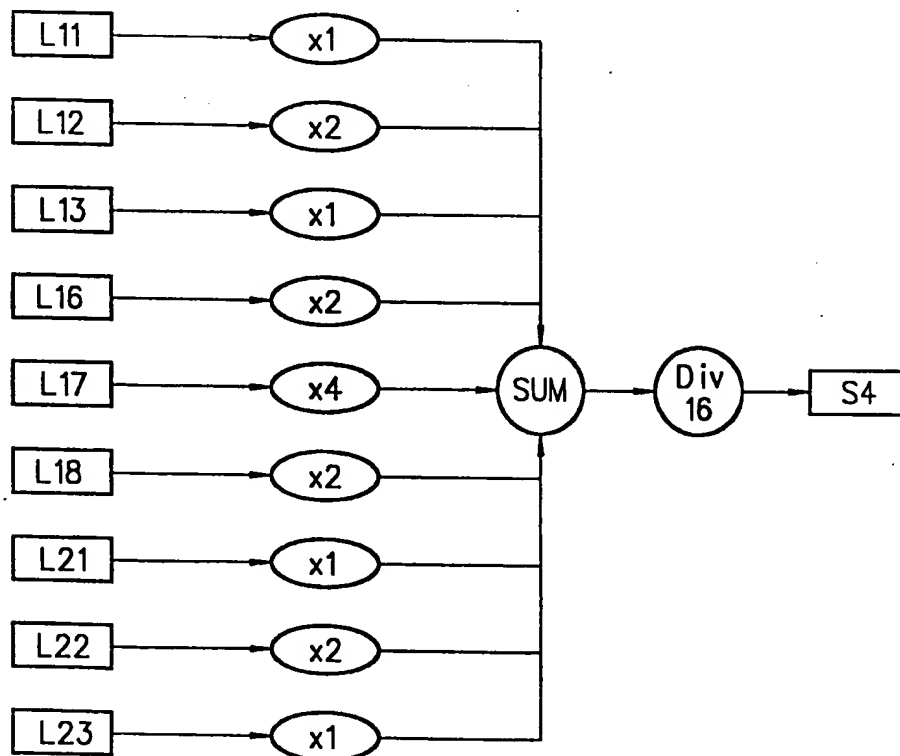 L11 x1
L12 x2
L13 x1
L16 x2
L17 x4 SUM Div 16 S4
L18 x2
L21 x1
L22 x2
L23 x1